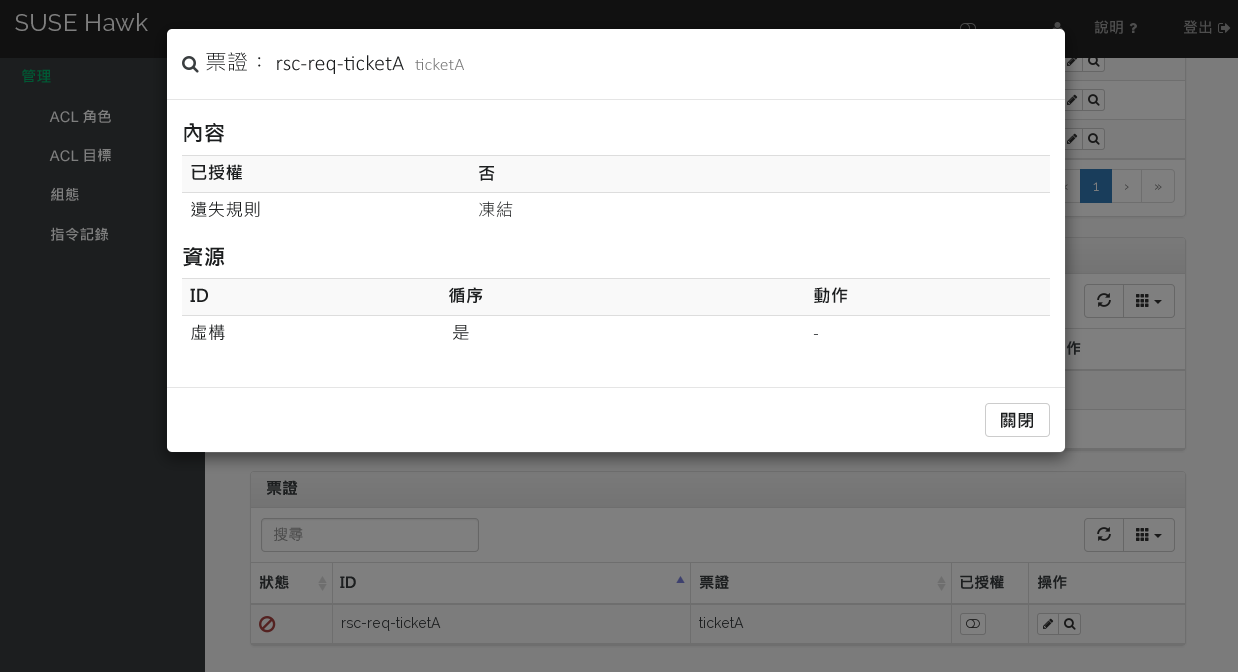 SUSE Hawk
說明 ?
登出
管理
ACL 角色
ACL 目標
組態
指令記錄
票證： rsc-req-ticketA ticketA
內容
已授權 否
遺失規則 凍結
資源
ID 循序 動作
虛構 是 -
關閉
‹ 1 › »
作
票證
搜尋
狀態 ID 票證 已授權 操作
rsc-req-ticketA ticketA